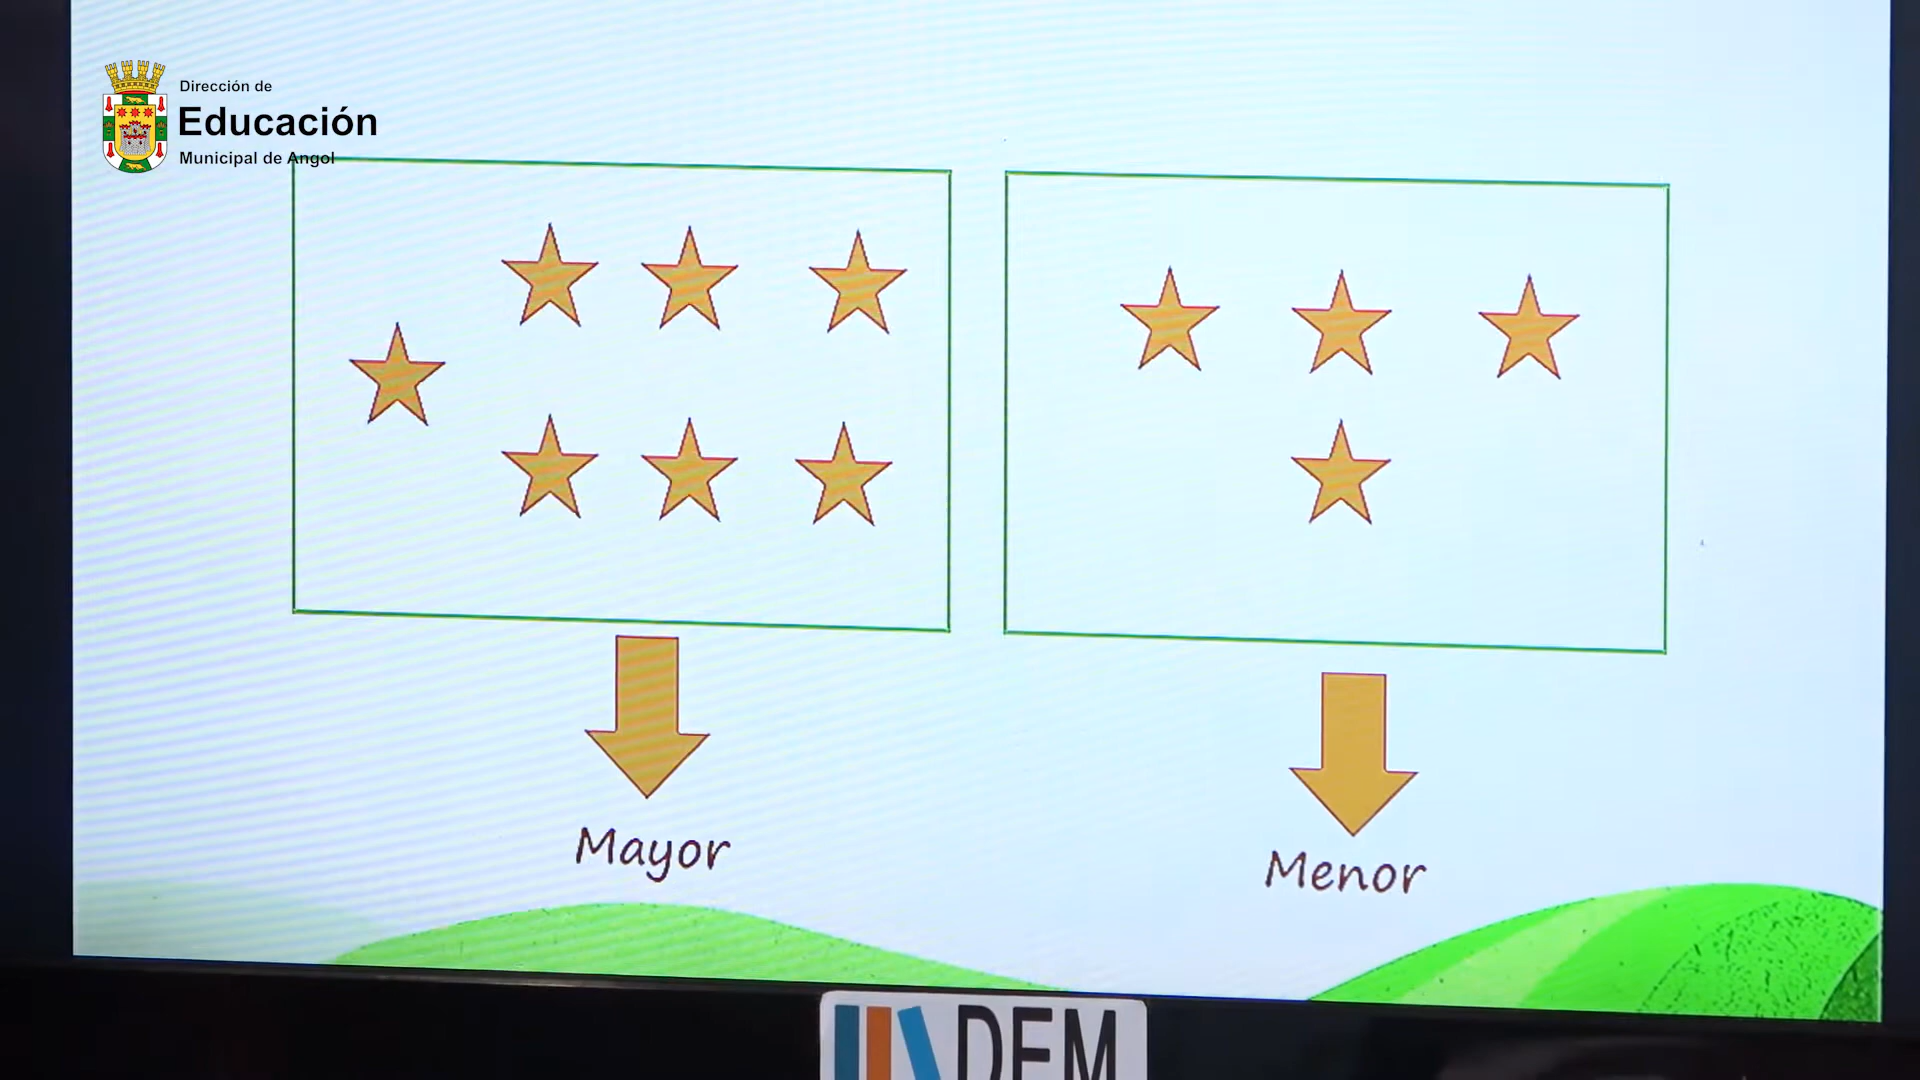 Dirección de
Educación
Municipal de Angol
Mayor
Menor
DEM